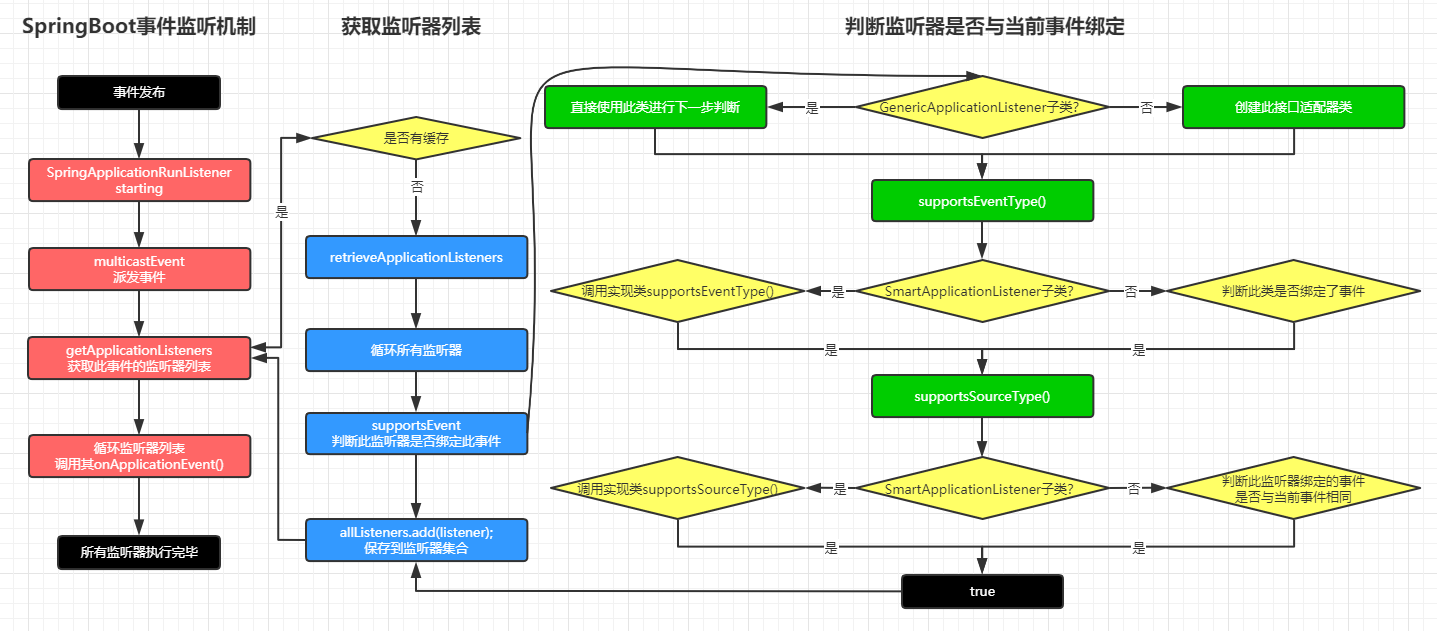 SpringBoot事件监听机制
获取监听器列表
判断监听器是否与当前事件绑定
事件发布
SpringApplicationRunListener
starting
multicastEvent
派发事件
getApplicationListeners
获取此事件的监听器列表
循环监听器列表
调用其onApplicationEvent()
所有监听器执行完毕
是
是否有缓存
否
retrieveApplicationListeners
循环所有监听器
supportsEvent
判断此监听器是否绑定此事件
allListeners.add(listener);
保存到监听器集合
直接使用此类进行下一步判断
是
GenericApplicationListener子类?
否
创建此接口适配器类
supportsEventType()
调用实现类supportsEventType()
是
SmartApplicationListener子类?
否
判断此类是否绑定了事件
是
是
supportsSourceType()
调用实现类supportsSourceType()
是
SmartApplicationListener子类?
否
判断此监听器绑定的事件
是否与当前事件相同
是
是
true